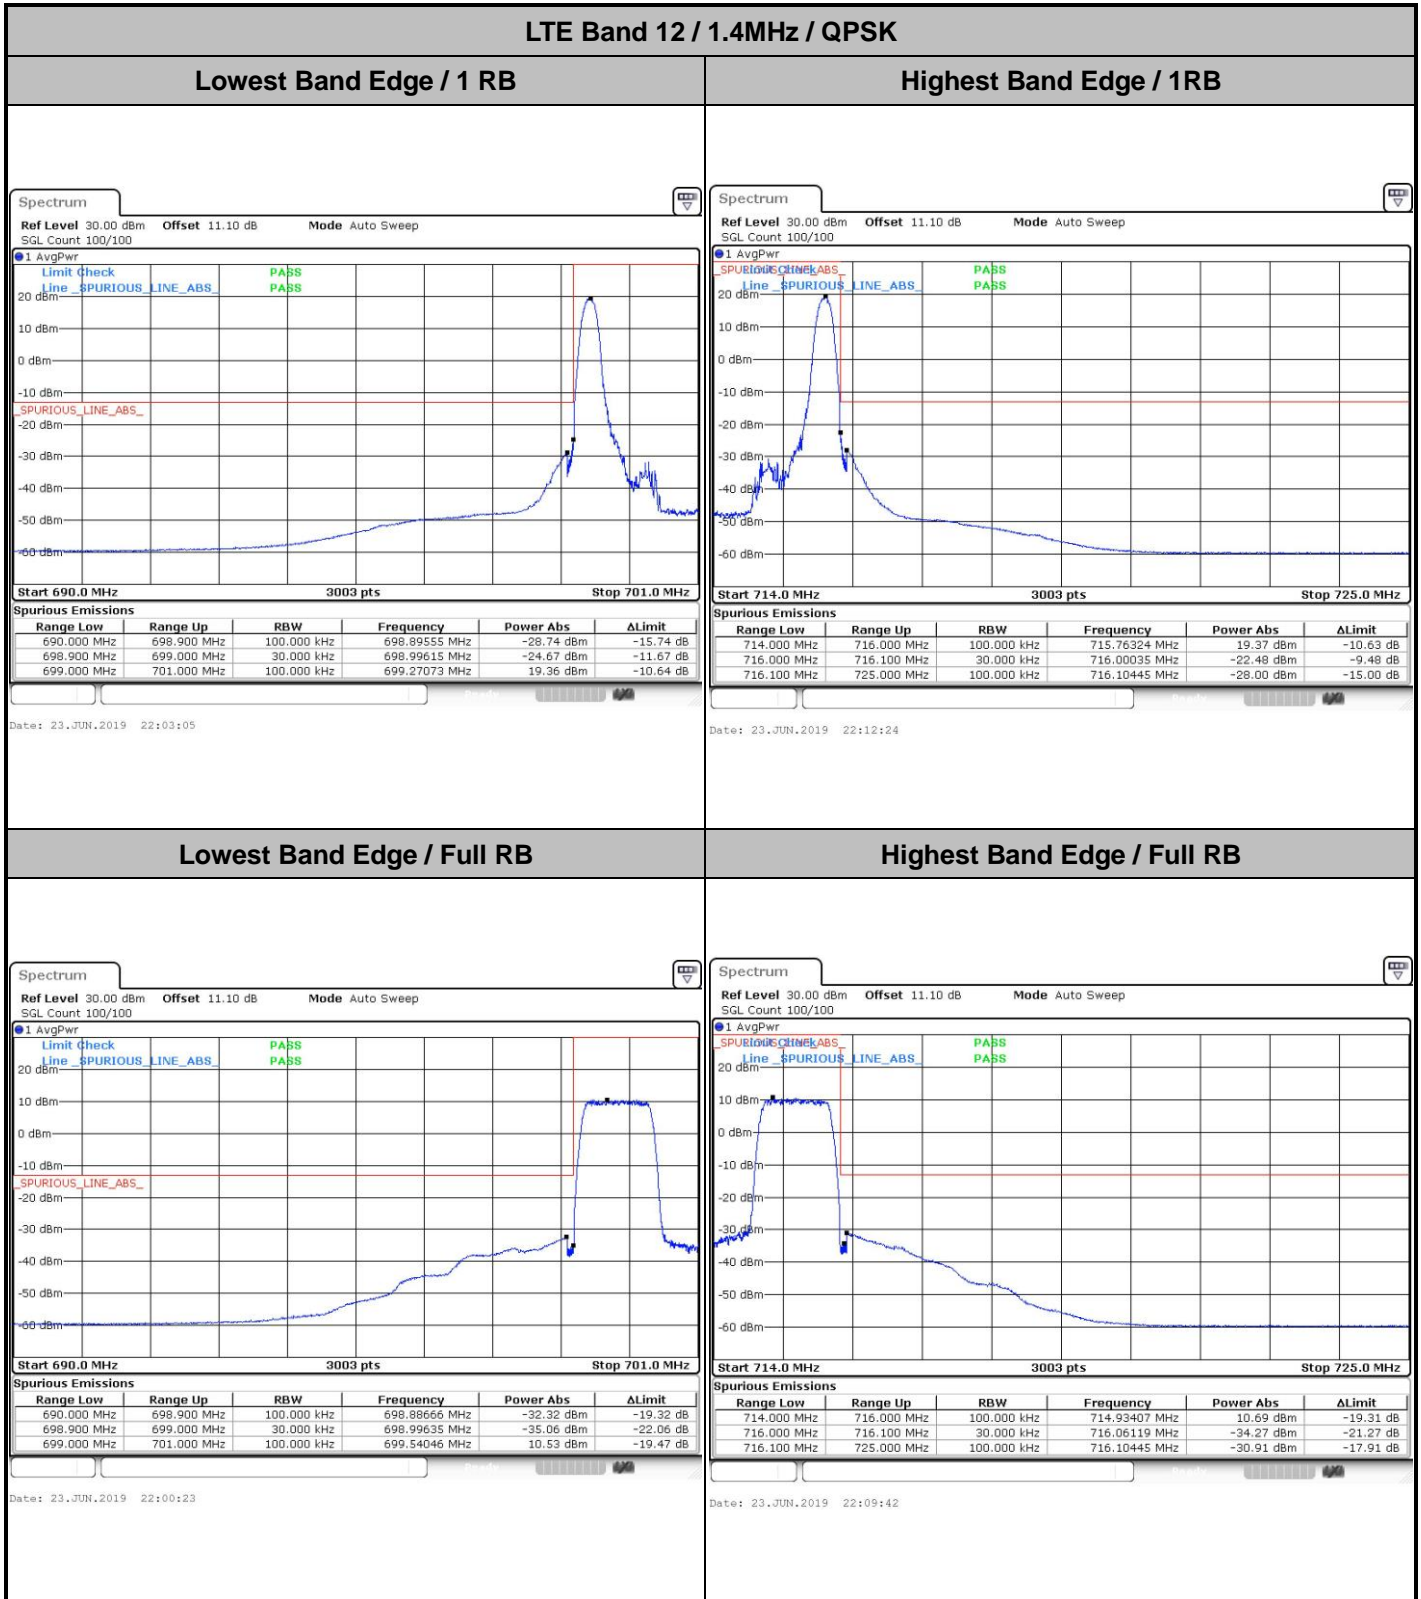 LTE Band 12 / 1.4MHz / QPSK
Lowest Band Edge / 1 RB
Highest Band Edge / 1RB
Spectrum
Ref Level 30.00 dBm Offset 11.10 dB Mode Auto Sweep
SGL Count 100/100
1 AvgPwr
Limit Check PASS
Line _SPURIOUS_LINE_ABS_ PASS
20 dBm
10 dBm
0 dBm
-10 dBm
_SPURIOUS_LINE_ABS_
-20 dBm
-30 dBm
-40 dBm
-50 dBm
-60 dBm
Start 690.0 MHz 3003 pts Stop 701.0 MHz
Spurious Emissions
Range Low Range Up RBW Frequency Power Abs ΔLimit
690.000 MHz 698.900 MHz 100.000 kHz 698.89555 MHz -28.74 dBm -15.74 dB
698.900 MHz 699.000 MHz 30.000 kHz 698.99615 MHz -24.67 dBm -11.67 dB
699.000 MHz 701.000 MHz 100.000 kHz 699.27073 MHz 19.36 dBm -10.64 dB
Date: 23.JUN.2019 22:03:05
Spectrum
Ref Level 30.00 dBm Offset 11.10 dB Mode Auto Sweep
SGL Count 100/100
1 AvgPwr
_SPURIOUS_LINE_ABS_
Limit Check PASS
Line _SPURIOUS_LINE_ABS_ PASS
20 dBm
10 dBm
0 dBm
-10 dBm
-20 dBm
-30 dBm
-40 dBm
-50 dBm
-60 dBm
Start 714.0 MHz 3003 pts Stop 725.0 MHz
Spurious Emissions
Range Low Range Up RBW Frequency Power Abs ΔLimit
714.000 MHz 716.000 MHz 100.000 kHz 715.76324 MHz 19.37 dBm -10.63 dB
716.000 MHz 716.100 MHz 30.000 kHz 716.00035 MHz -22.48 dBm -9.48 dB
716.100 MHz 725.000 MHz 100.000 kHz 716.10445 MHz -28.00 dBm -15.00 dB
Date: 23.JUN.2019 22:12:24
Lowest Band Edge / Full RB
Highest Band Edge / Full RB
Spectrum
Ref Level 30.00 dBm Offset 11.10 dB Mode Auto Sweep
SGL Count 100/100
1 AvgPwr
Limit Check PASS
Line _SPURIOUS_LINE_ABS_ PASS
20 dBm
10 dBm
0 dBm
-10 dBm
_SPURIOUS_LINE_ABS_
-20 dBm
-30 dBm
-40 dBm
-50 dBm
-60 dBm
Start 690.0 MHz 3003 pts Stop 701.0 MHz
Spurious Emissions
Range Low Range Up RBW Frequency Power Abs ΔLimit
690.000 MHz 698.900 MHz 100.000 kHz 698.88666 MHz -32.32 dBm -19.32 dB
698.900 MHz 699.000 MHz 30.000 kHz 698.99635 MHz -35.06 dBm -22.06 dB
699.000 MHz 701.000 MHz 100.000 kHz 699.54046 MHz 10.53 dBm -19.47 dB
Date: 23.JUN.2019 22:00:23
Spectrum
Ref Level 30.00 dBm Offset 11.10 dB Mode Auto Sweep
SGL Count 100/100
1 AvgPwr
_SPURIOUS_LINE_ABS_
Limit Check PASS
Line _SPURIOUS_LINE_ABS_ PASS
20 dBm
10 dBm
0 dBm
-10 dBm
-20 dBm
-30 dBm
-40 dBm
-50 dBm
-60 dBm
Start 714.0 MHz 3003 pts Stop 725.0 MHz
Spurious Emissions
Range Low Range Up RBW Frequency Power Abs ΔLimit
714.000 MHz 716.000 MHz 100.000 kHz 714.93407 MHz 10.69 dBm -19.31 dB
716.000 MHz 716.100 MHz 30.000 kHz 716.06119 MHz -34.27 dBm -21.27 dB
716.100 MHz 725.000 MHz 100.000 kHz 716.10445 MHz -30.91 dBm -17.91 dB
Date: 23.JUN.2019 22:09:42